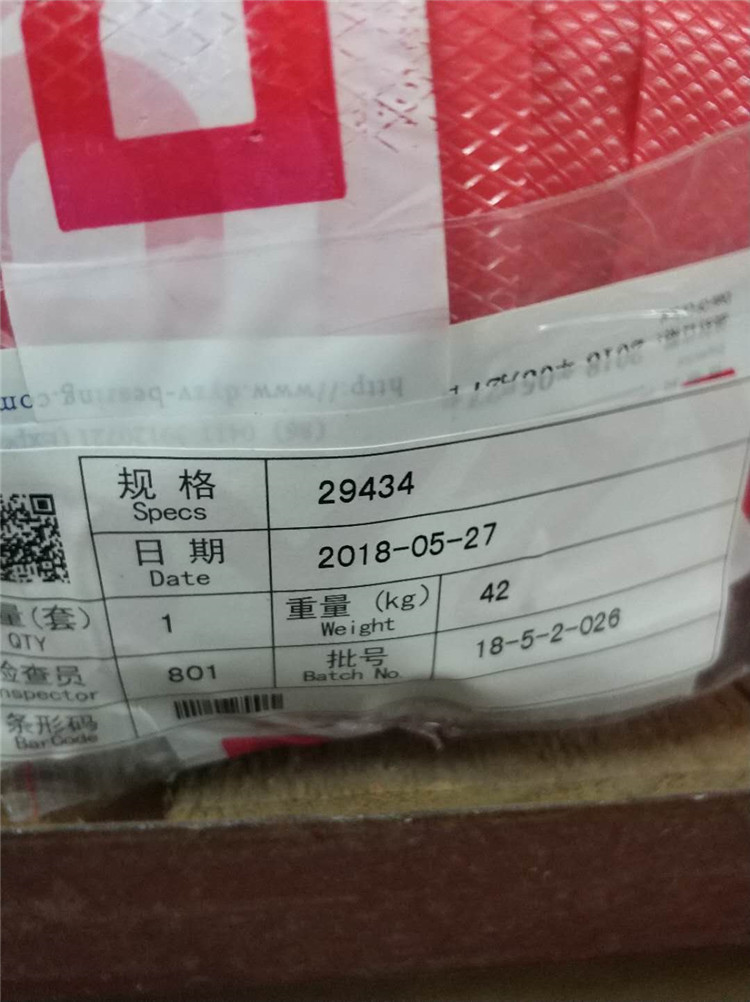 规格 29434
Specs
日期 2018-05-27
Date
量(套) 1 重量 (kg) 42
QTY Weight
检查员 801 批号 18-5-2-026
nspector Batch No.
条形码
BarCode